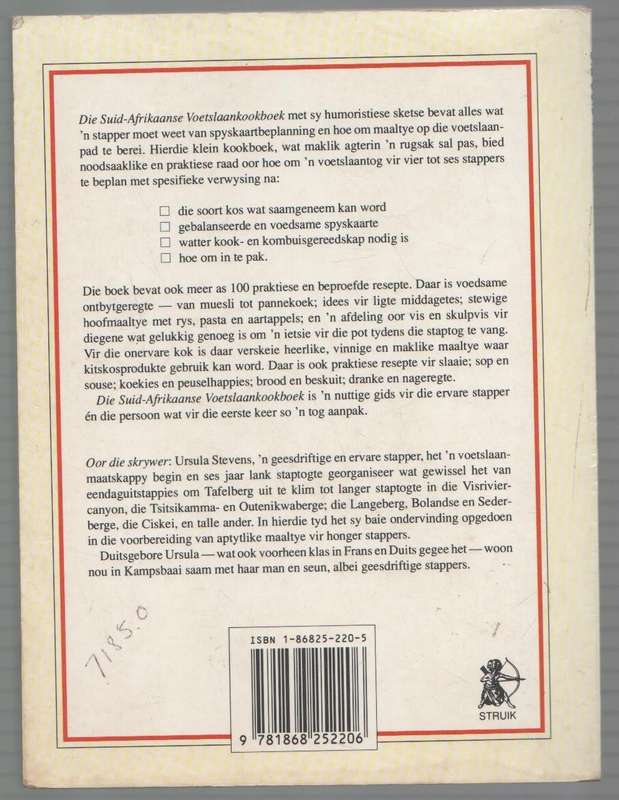 Die Suid-Afrikaanse Voetslaankookboek met sy humoristiese sketse bevat alles wat
'n stapper moet weet van spyskaartbeplanning en hoe om maaltye op die voetslaan-
pad te berei. Hierdie klein kookboek, wat maklik agterin 'n rugsak sal pas, bied
noodsaaklike en praktiese raad oor hoe om 'n voetslaantog vir vier tot ses stappers
te beplan met spesifieke verwysing na:
☐ die soort kos wat saamgeneem kan word
☐ gebalanseerde en voedsame spyskaarte
☐ watter kook- en kombuisgereedskap nodig is
☐ hoe om in te pak.
Die boek bevat ook meer as 100 praktiese en beproefde resepte. Daar is voedsame
ontbytgeregte — van muesli tot pannekoek; idees vir ligte middagetes; stewige
hoofmaaltye met rys, pasta en aartappels; en 'n afdeling oor vis en skulpvis vir
diegene wat gelukkig genoeg is om 'n ietsie vir die pot tydens die staptog te vang.
Vir die onervare kok is daar verskeie heerlike, vinnige en maklike maaltye waar
kitskosprodukte gebruik kan word. Daar is ook praktiese resepte vir slaaie; sop en
souse; koekies en peuselhappies; brood en beskuit; dranke en nageregte.
Die Suid-Afrikaanse Voetslaankookboek is 'n nuttige gids vir die ervare stapper
én die persoon wat vir die eerste keer so 'n tog aanpak.
Oor die skrywer: Ursula Stevens, 'n geesdriftige en ervare stapper, het 'n voetslaan-
maatskappy begin en ses jaar lank staptogte georganiseer wat gewissel het van
eendaguitstappies om Tafelberg uit te klim tot langer staptogte in die Visrivier-
canyon, die Tsitsikamma- en Outenikwaberge; die Langeberg, Bolandse en Seder-
berge, die Ciskei, en talle ander. In hierdie tyd het sy baie ondervinding opgedoen
in die voorbereiding van aptytlike maaltye vir honger stappers.
Duitsgebore Ursula — wat ook voorheen klas in Frans en Duits gegee het — woon
nou in Kampsbaai saam met haar man en seun, albei geesdriftige stappers.
7185.0
ISBN 1-86825-220-5
9 781868 252206
STRUIK